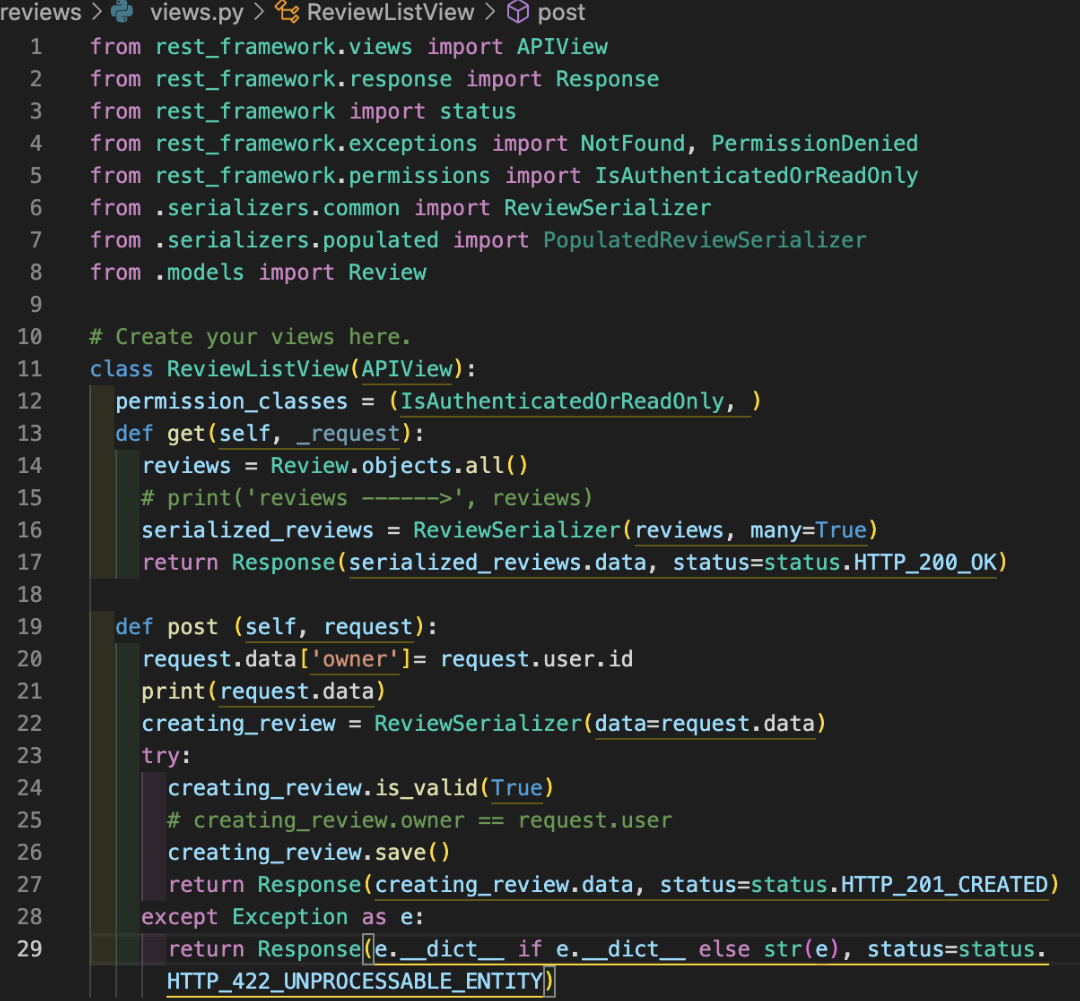 reviews > views.py > ReviewListView > post
1 from rest_framework.views import APIView
2 from rest_framework.response import Response
3 from rest_framework import status
4 from rest_framework.exceptions import NotFound, PermissionDenied
5 from rest_framework.permissions import IsAuthenticatedOrReadOnly
6 from .serializers.common import ReviewSerializer
7 from .serializers.populated import PopulatedReviewSerializer
8 from .models import Review
9
10 # Create your views here.
11 class ReviewListView(APIView):
12   permission_classes = (IsAuthenticatedOrReadOnly, )
13   def get(self, _request):
14     reviews = Review.objects.all()
15     # print('reviews ------>', reviews)
16     serialized_reviews = ReviewSerializer(reviews, many=True)
17     return Response(serialized_reviews.data, status=status.HTTP_200_OK)
18
19   def post (self, request):
20     request.data['owner']= request.user.id
21     print(request.data)
22     creating_review = ReviewSerializer(data=request.data)
23     try:
24       creating_review.is_valid(True)
25       # creating_review.owner == request.user
26       creating_review.save()
27       return Response(creating_review.data, status=status.HTTP_201_CREATED)
28     except Exception as e:
29       return Response(e.__dict__ if e.__dict__ else str(e), status=status.
HTTP_422_UNPROCESSABLE_ENTITY)